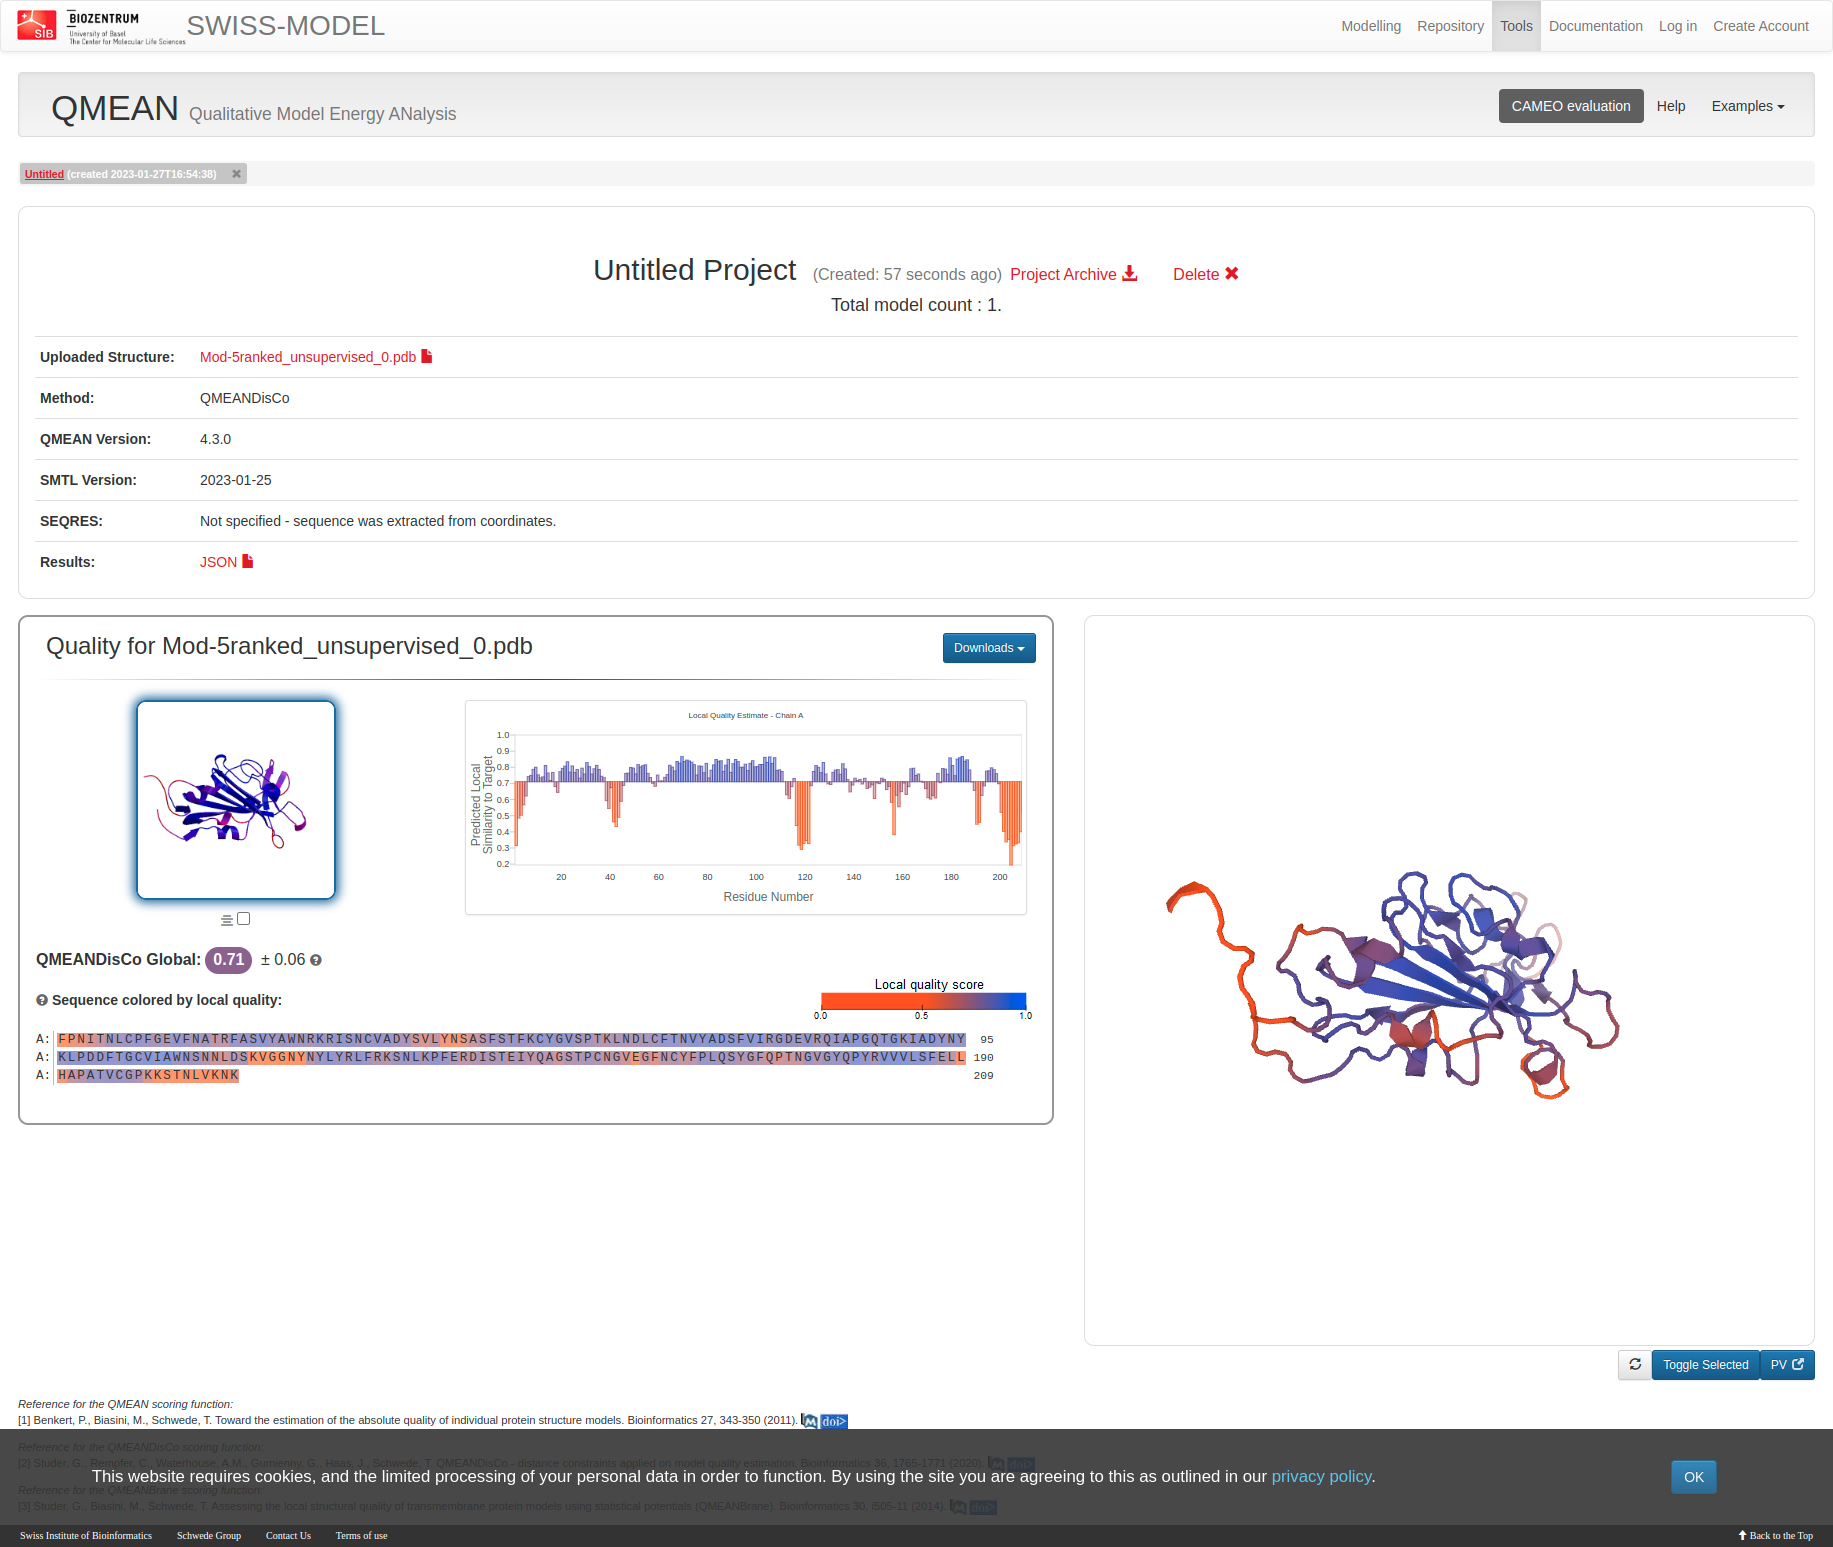 SIB
BIOZENTRUM
University of Basel
The Center for Molecular Life Sciences
SWISS-MODEL
Modelling Repository Tools Documentation Log in Create Account
QMEAN Qualitative Model Energy ANalysis
CAMEO evaluation Help Examples
Untitled (created 2023-01-27T16:54:38)
Untitled Project (Created: 57 seconds ago) Project Archive Delete
Total model count : 1.
Uploaded Structure: Mod-5ranked_unsupervised_0.pdb
Method: QMEANDisCo
QMEAN Version: 4.3.0
SMTL Version: 2023-01-25
SEQRES: Not specified - sequence was extracted from coordinates.
Results: JSON
Quality for Mod-5ranked_unsupervised_0.pdb
Downloads
Local Quality Estimate - Chain A
Predicted Local
Similarity to Target
1.0
0.9
0.8
0.7
0.6
0.5
0.4
0.3
0.2
20 40 60 80 100 120 140 160 180 200
Residue Number
QMEANDisCo Global: 0.71 ± 0.06
Local quality score
0.0 0.5 1.0
Sequence colored by local quality:
A: FPNITNLCPFGEVFNATRFASVYAWNRKRISNCVADYSVLYNSASFSTFKCYGVSPTKLNDLCFTNVYADSFVIRGDEVRQIAPGQTGKIADYNY 95
A: KLPDDFTGCVIAWNSNNLDSKVGGNYNYLYRLFRKSNLKPFERDISTEIYQAGSTPCNGVEGFNCYFPLQSYGFQPTNGVGYQPYRVVVLSFELL 190
A: HAPATVCGPKKSTNLVKNK 209
Toggle Selected PV
Reference for the QMEAN scoring function:
[1] Benkert, P., Biasini, M., Schwede, T. Toward the estimation of the absolute quality of individual protein structure models. Bioinformatics 27, 343-350 (2011). M doi>
Reference for the QMEANDisCo scoring function:
[2] Studer, G., Rempfer, C., Waterhouse, A.M., Gumienny, G., Haas, J., Schwede, T. QMEANDisCo - distance constraints applied on model quality estimation. Bioinformatics 36, 1765-1771 (2020). M doi>
This website requires cookies, and the limited processing of your personal data in order to function. By using the site you are agreeing to this as outlined in our privacy policy.
OK
Reference for the QMEANBrane scoring function:
[3] Studer, G., Biasini, M., Schwede, T. Assessing the local structural quality of transmembrane protein models using statistical potentials (QMEANBrane). Bioinformatics 30, i505-11 (2014). M doi>
Swiss Institute of Bioinformatics Schwede Group Contact Us Terms of use
Back to the Top